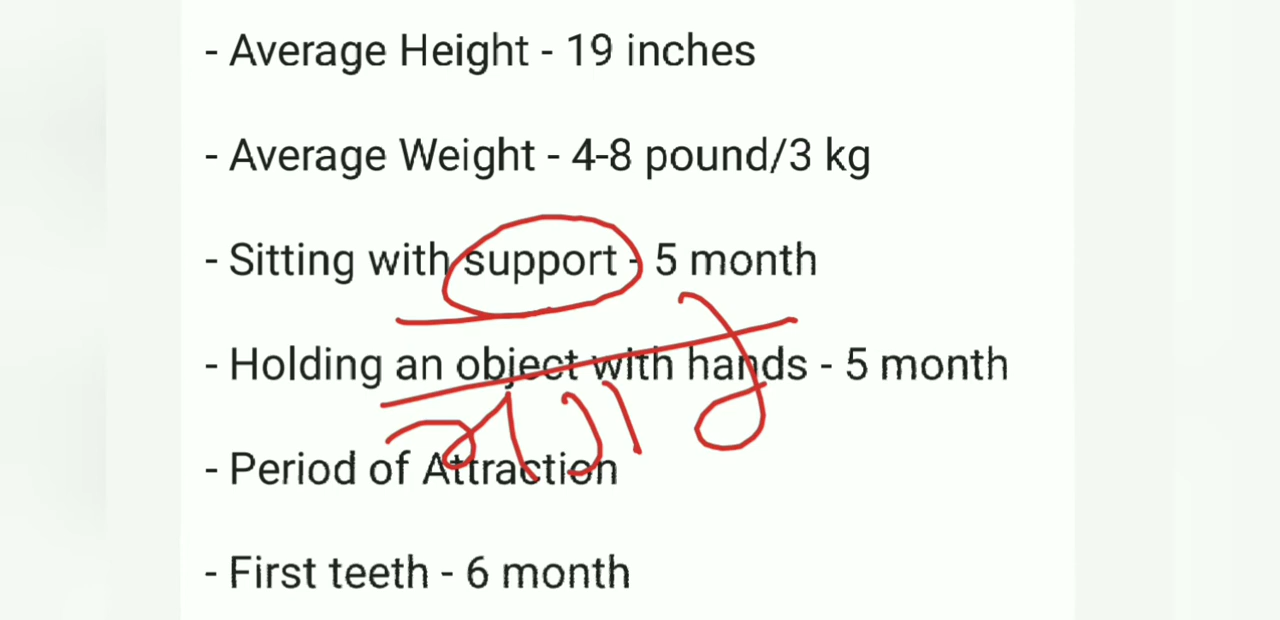 - Average Height - 19 inches
- Average Weight - 4-8 pound/3 kg
- Sitting with support - 5 month
- Holding an object with hands - 5 month
- Period of Attraction
- First teeth - 6 month